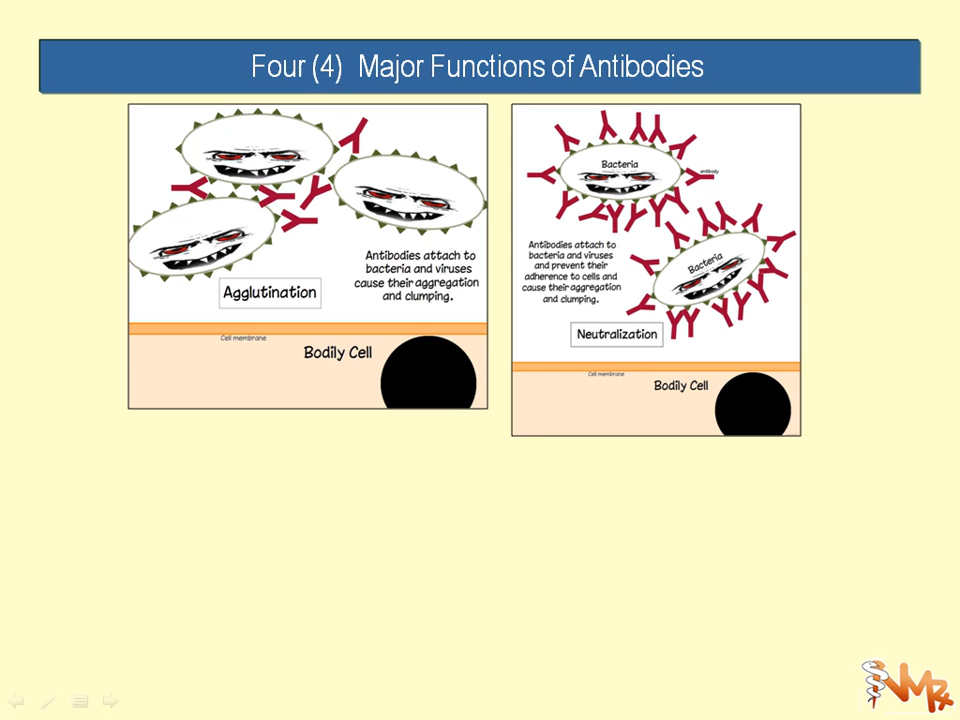 Four (4) Major Functions of Antibodies
Antibodies attach to
bacteria and viruses
cause their aggregation
and clumping.
Agglutination
Cell membrane
Bodily Cell
Bacteria
antibody
Bacteria
Antibodies attach to
bacteria and viruses
and prevent their
adherence to cells and
cause their aggregation
and clumping.
Neutralization
Cell membrane
Bodily Cell
VMRx